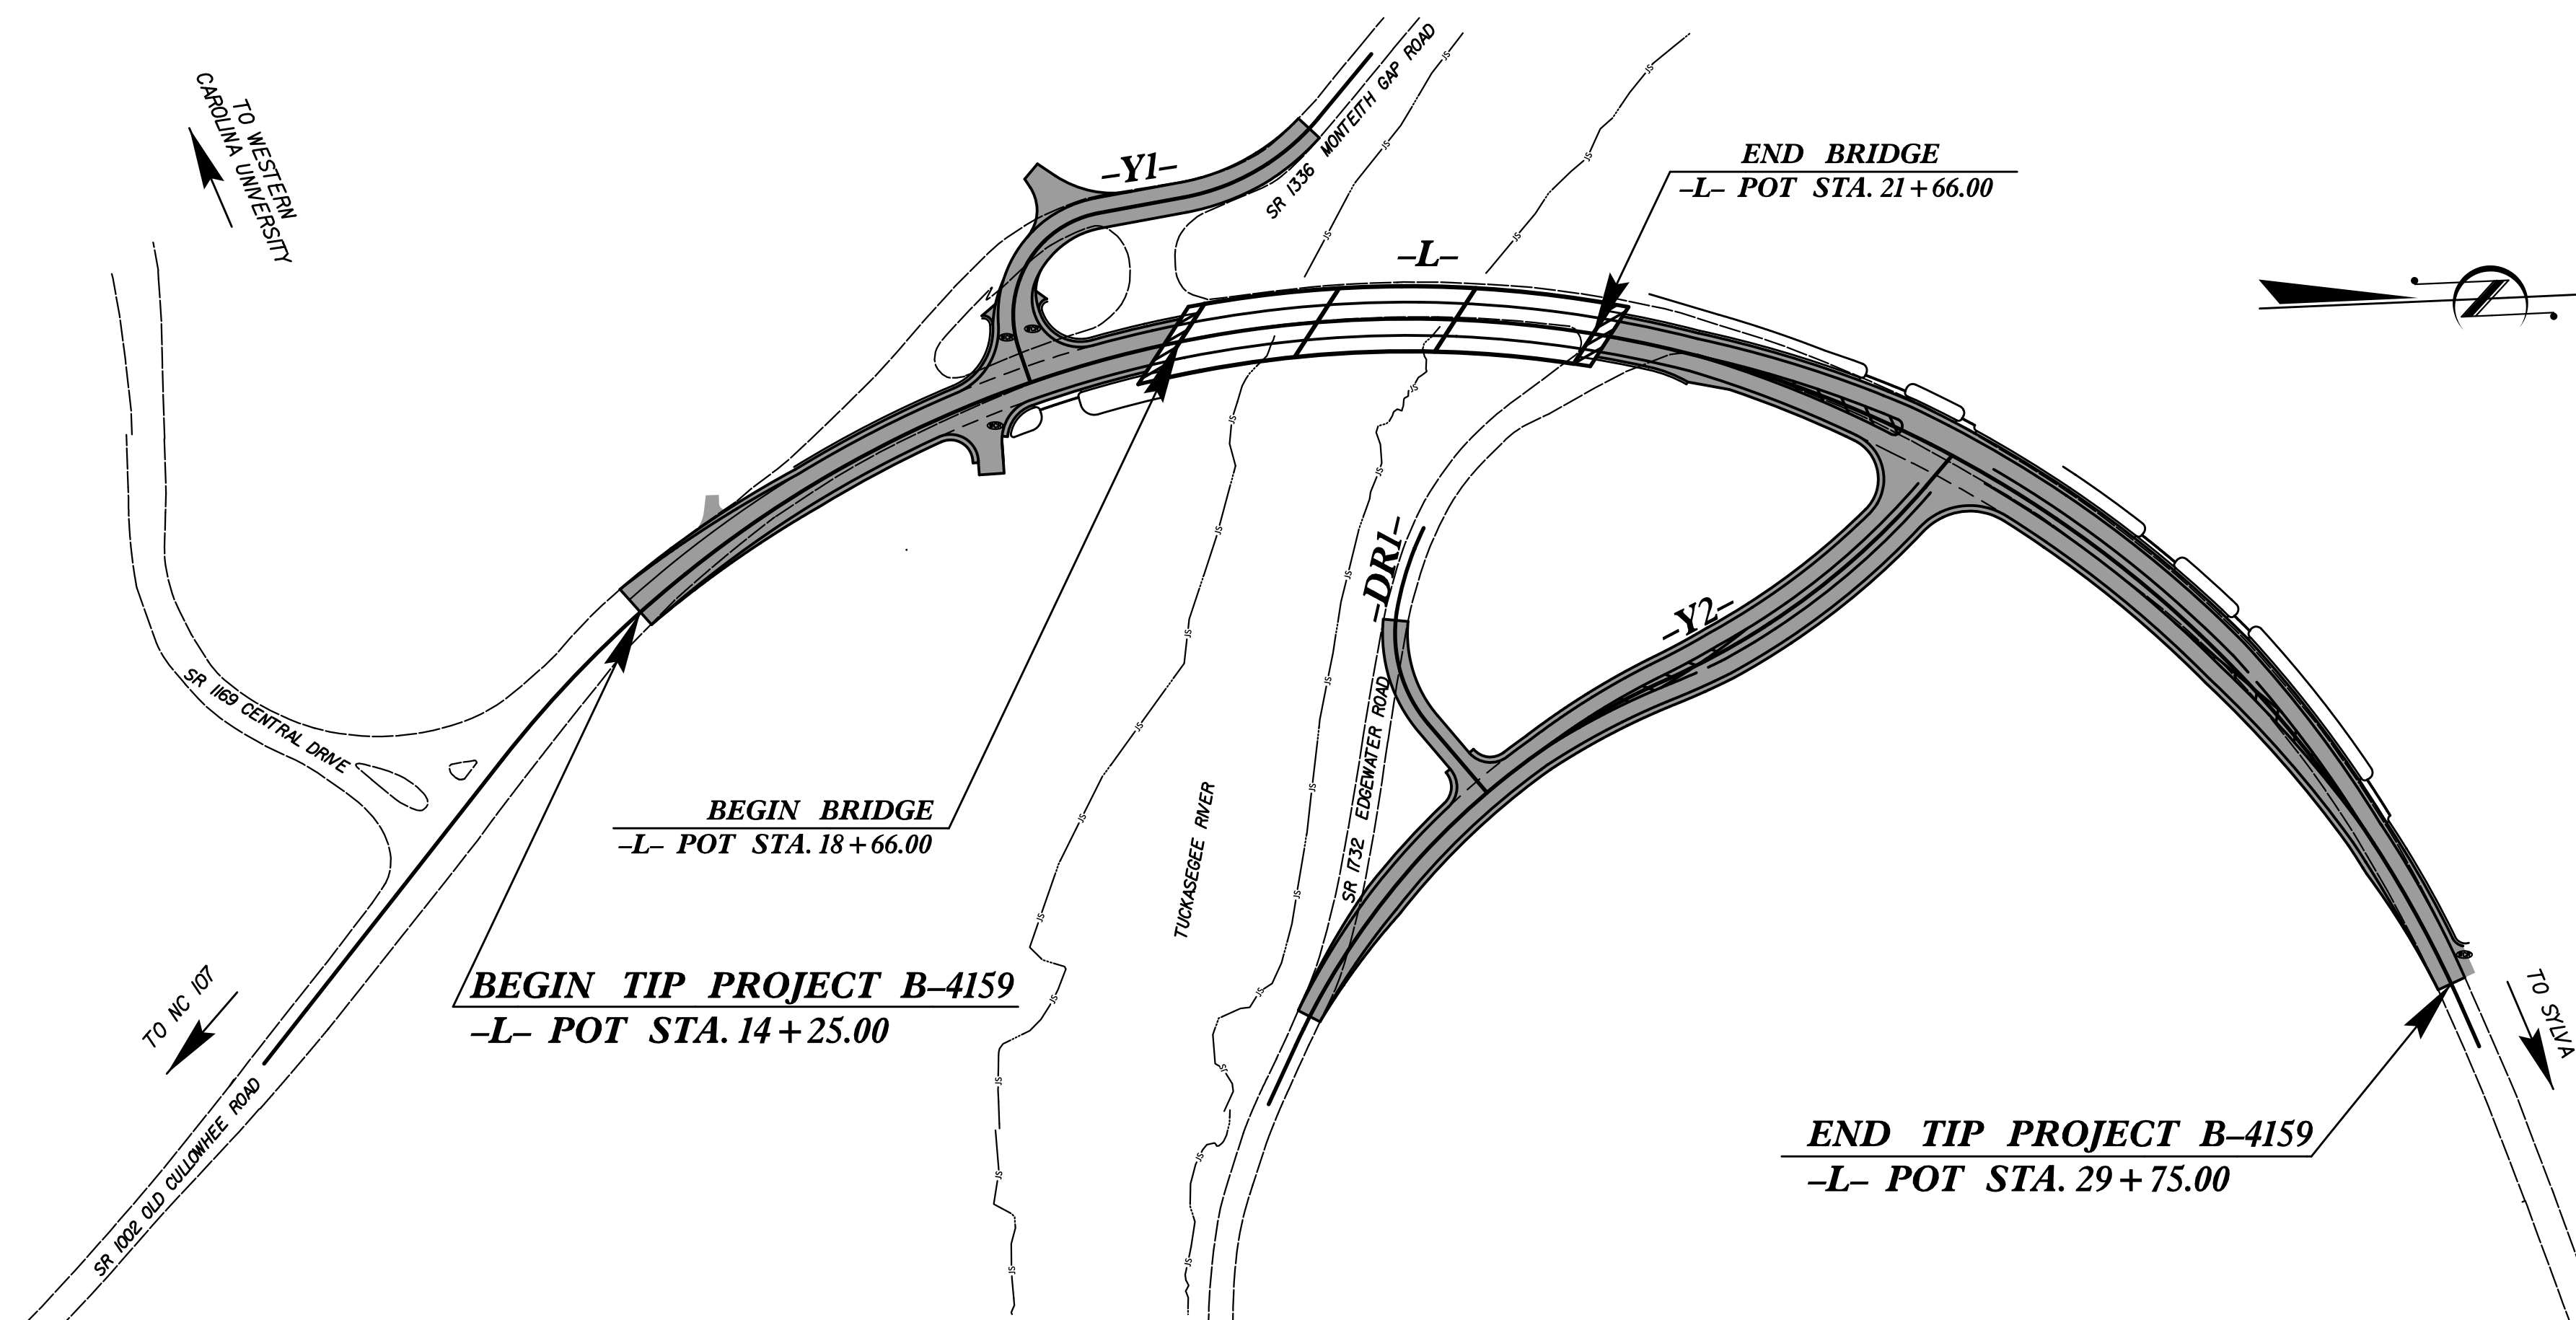 TO WESTERN
CAROLINA UNIVERSITY
SR 1336 MONTEITH GAP ROAD
–Y1–
END BRIDGE
–L– POT STA. 21+66.00
–L–
–DR1–
–Y2–
SR 1169 CENTRAL DRIVE
BEGIN BRIDGE
–L– POT STA. 18+66.00
TUCKASEGEE RIVER
SR 1732 EDGEWATER ROAD
BEGIN TIP PROJECT B–4159
–L– POT STA. 14+25.00
TO NC 107
SR 1002 OLD CULLOWHEE ROAD
END TIP PROJECT B–4159
–L– POT STA. 29+75.00
TO SYLVA